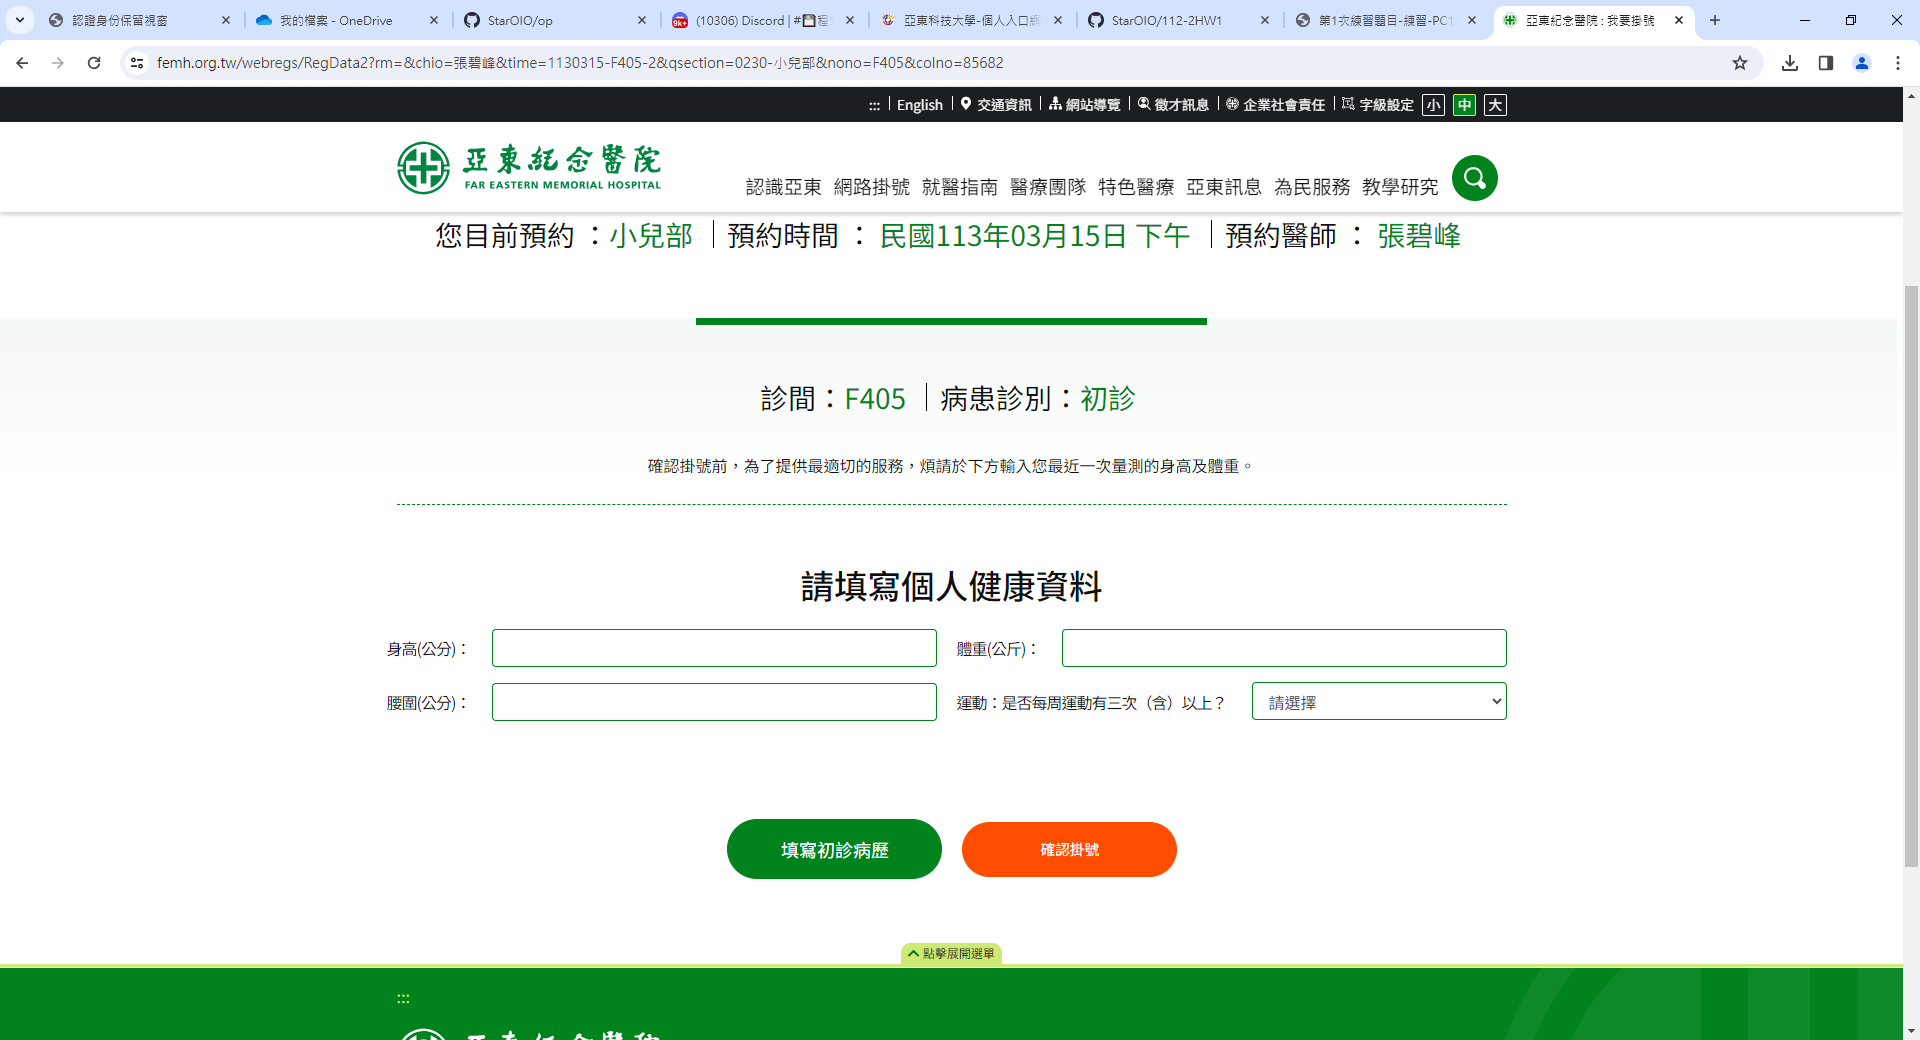 認證身份保留視窗
我的檔案 - OneDrive
StarOIO/op
(10306) Discord | #💾程
亞東科技大學-個人入口網
StarOIO/112-2HW1
第1次練習題目-練習-PC1
亞東紀念醫院 : 我要掛號
femh.org.tw/webregs/RegData2?rm=&chio=張碧峰&time=1130315-F405-2&qsection=0230-小兒部&nono=F405&colno=85682
::: English 交通資訊 網站導覽 徵才訊息 企業社會責任 字級設定 小 中 大
亞東紀念醫院
FAR EASTERN MEMORIAL HOSPITAL
認識亞東 網路掛號 就醫指南 醫療團隊 特色醫療 亞東訊息 為民服務 教學研究
您目前預約 ：小兒部 預約時間 ： 民國113年03月15日 下午 預約醫師 ： 張碧峰
診間：F405 病患診別：初診
確認掛號前，為了提供最適切的服務，煩請於下方輸入您最近一次量測的身高及體重。
請填寫個人健康資料
身高(公分)： 體重(公斤)：
腰圍(公分)： 運動：是否每周運動有三次（含）以上？ 請選擇
填寫初診病歷 確認掛號
點擊展開選單
:::
亞東紀念醫院